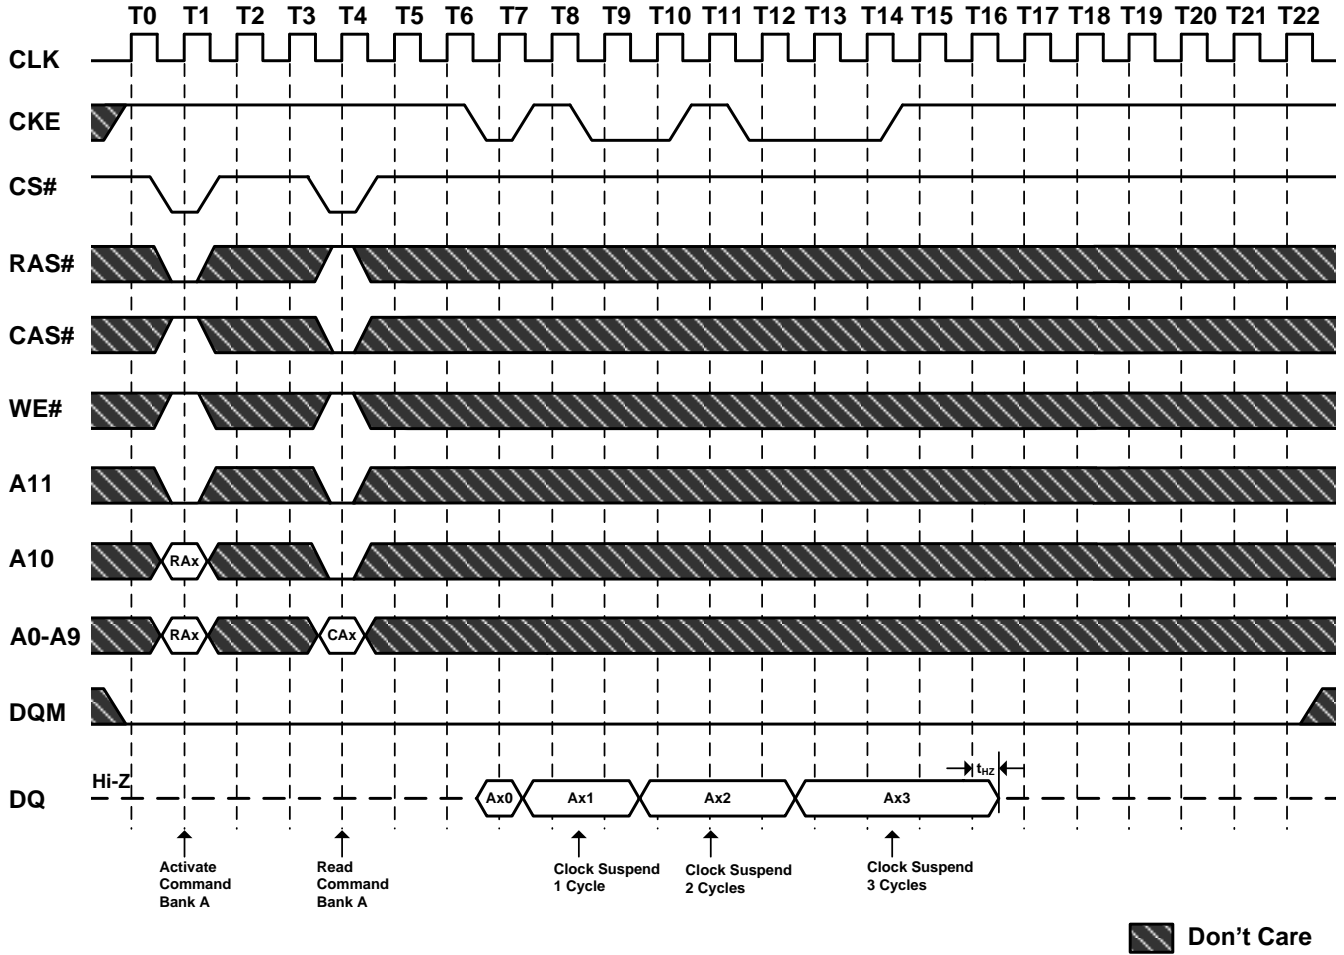 T0 T1 T2 T3 T4 T5 T6 T7 T8 T9 T10 T11 T12 T13 T14 T15 T16 T17 T18 T19 T20 T21 T22
CLK
CKE
CS#
RAS#
CAS#
WE#
A11
A10
RAx
A0-A9
RAx CAx
DQM
Hi-Z
tHZ
DQ
Ax0 Ax1 Ax2 Ax3
Activate
Command
Bank A
Read
Command
Bank A
Clock Suspend
1 Cycle
Clock Suspend
2 Cycles
Clock Suspend
3 Cycles
Don't Care